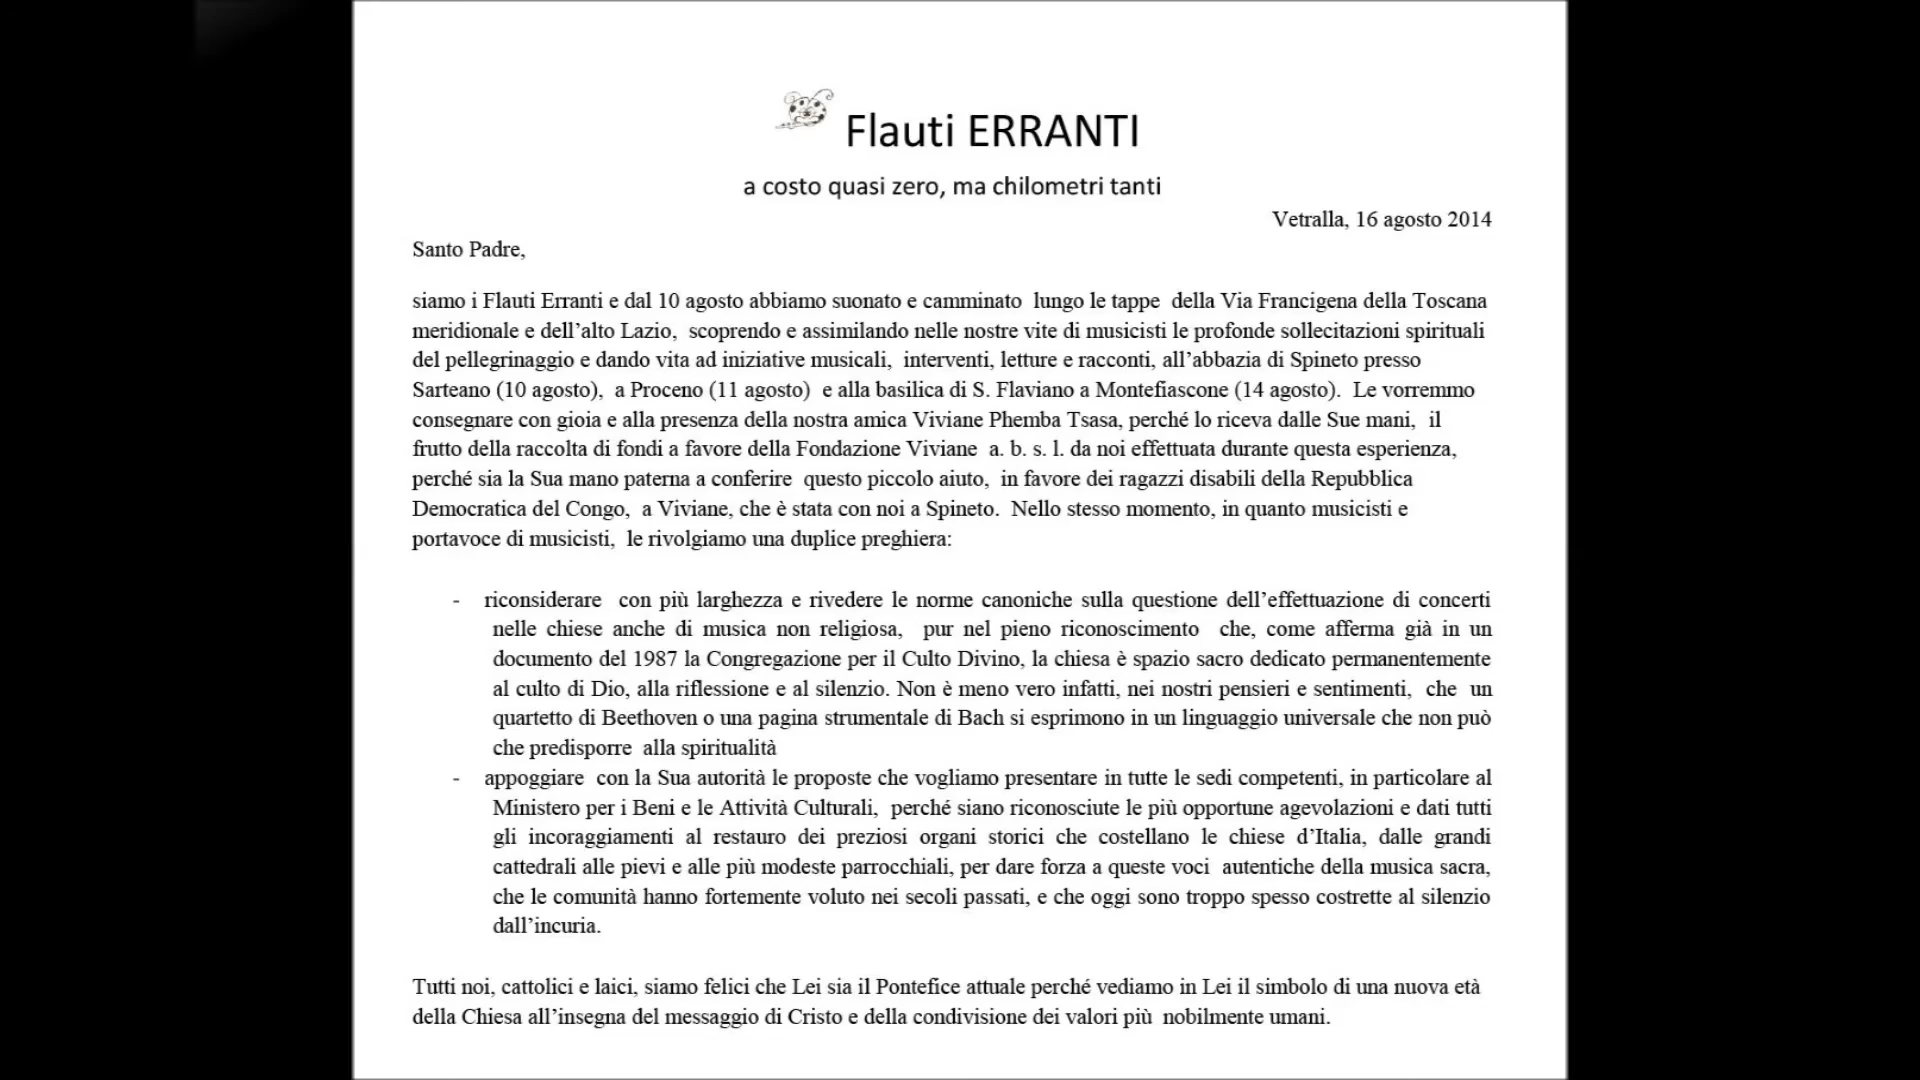 Flauti ERRANTI
a costo quasi zero, ma chilometri tanti
Vetralla, 16 agosto 2014
Santo Padre,
siamo i Flauti Erranti e dal 10 agosto abbiamo suonato e camminato lungo le tappe della Via Francigena della Toscana
meridionale e dell’alto Lazio, scoprendo e assimilando nelle nostre vite di musicisti le profonde sollecitazioni spirituali
del pellegrinaggio e dando vita ad iniziative musicali, interventi, letture e racconti, all’abbazia di Spineto presso
Sarteano (10 agosto), a Proceno (11 agosto) e alla basilica di S. Flaviano a Montefiascone (14 agosto). Le vorremmo
consegnare con gioia e alla presenza della nostra amica Viviane Phemba Tsasa, perché lo riceva dalle Sue mani, il
frutto della raccolta di fondi a favore della Fondazione Viviane a. b. s. l. da noi effettuata durante questa esperienza,
perché sia la Sua mano paterna a conferire questo piccolo aiuto, in favore dei ragazzi disabili della Repubblica
Democratica del Congo, a Viviane, che è stata con noi a Spineto. Nello stesso momento, in quanto musicisti e
portavoce di musicisti, le rivolgiamo una duplice preghiera:
- riconsiderare con più larghezza e rivedere le norme canoniche sulla questione dell’effettuazione di concerti
nelle chiese anche di musica non religiosa, pur nel pieno riconoscimento che, come afferma già in un
documento del 1987 la Congregazione per il Culto Divino, la chiesa è spazio sacro dedicato permanentemente
al culto di Dio, alla riflessione e al silenzio. Non è meno vero infatti, nei nostri pensieri e sentimenti, che un
quartetto di Beethoven o una pagina strumentale di Bach si esprimono in un linguaggio universale che non può
che predisporre alla spiritualità
- appoggiare con la Sua autorità le proposte che vogliamo presentare in tutte le sedi competenti, in particolare al
Ministero per i Beni e le Attività Culturali, perché siano riconosciute le più opportune agevolazioni e dati tutti
gli incoraggiamenti al restauro dei preziosi organi storici che costellano le chiese d’Italia, dalle grandi
cattedrali alle pievi e alle più modeste parrocchiali, per dare forza a queste voci autentiche della musica sacra,
che le comunità hanno fortemente voluto nei secoli passati, e che oggi sono troppo spesso costrette al silenzio
dall’incuria.
Tutti noi, cattolici e laici, siamo felici che Lei sia il Pontefice attuale perché vediamo in Lei il simbolo di una nuova età
della Chiesa all’insegna del messaggio di Cristo e della condivisione dei valori più nobilmente umani.